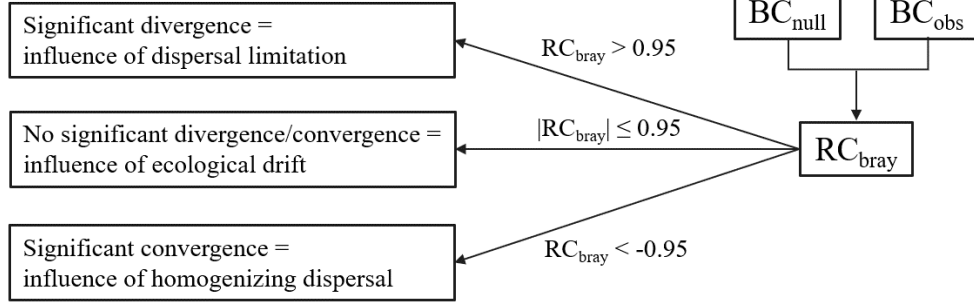 Significant divergence =
influence of dispersal limitation
RC_bray > 0.95
BC_null
BC_obs
No significant divergence/convergence =
influence of ecological drift
|RC_bray| ≤ 0.95
RC_bray
Significant convergence =
influence of homogenizing dispersal
RC_bray < -0.95